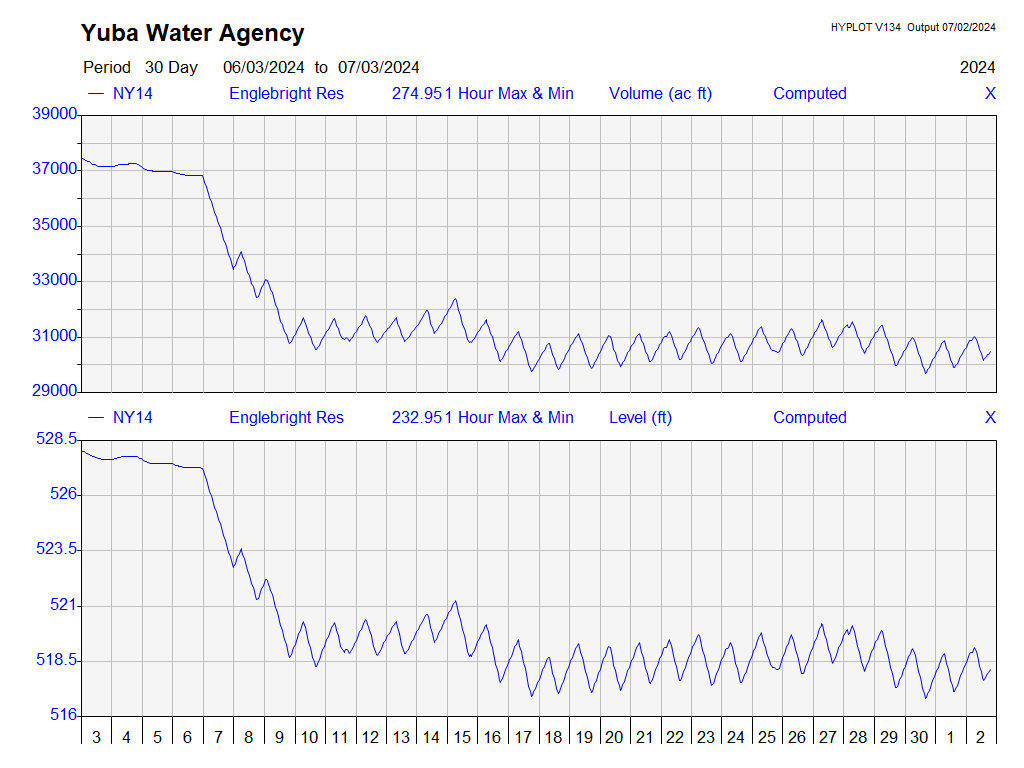 Yuba Water Agency
HYPLOT V134 Output 07/02/2024
Period 30 Day 06/03/2024 to 07/03/2024 2024
NY14 Englebright Res 274.951 Hour Max & Min Volume (ac ft) Computed X
39000
37000
35000
33000
31000
29000
NY14 Englebright Res 232.951 Hour Max & Min Level (ft) Computed X
528.5
526
523.5
521
518.5
516
3 4 5 6 7 8 9 10 11 12 13 14 15 16 17 18 19 20 21 22 23 24 25 26 27 28 29 30 1 2